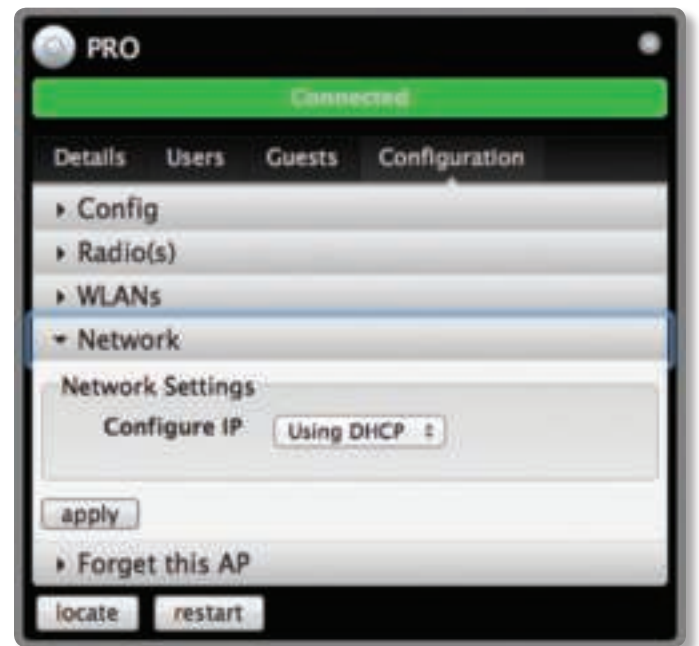 PRO
Connected
Details Users Guests Configuration
Config
Radio(s)
WLANs
Network
Network Settings
Configure IP Using DHCP
apply
Forget this AP
locate restart